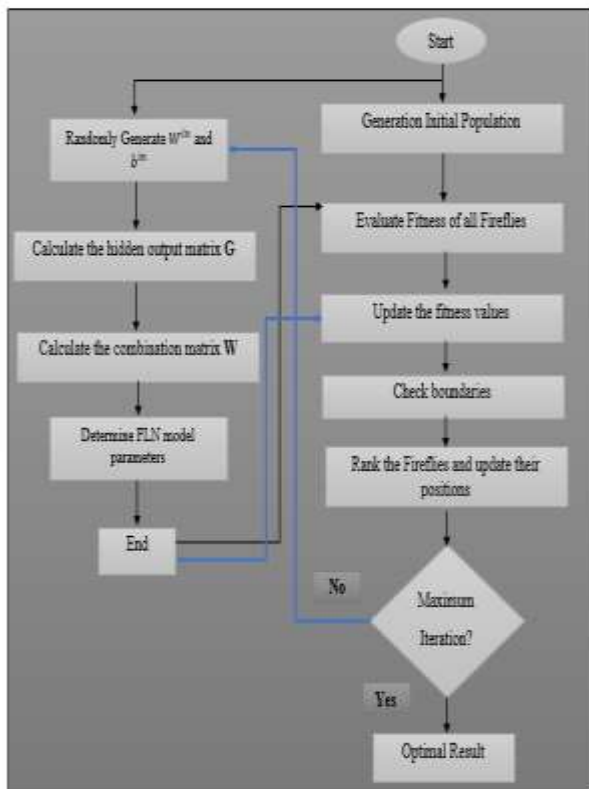 Start
Randomly Generate W^in and
b^in
Generation Initial Population
Evaluate Fitness of all Fireflies
Calculate the hidden output matrix G
Update the fitness values
Calculate the combination matrix W
Check boundaries
Determine FLN model
parameters
Rank the Fireflies and update their
positions
End
No
Maximum
Iteration?
Yes
Optimal Result